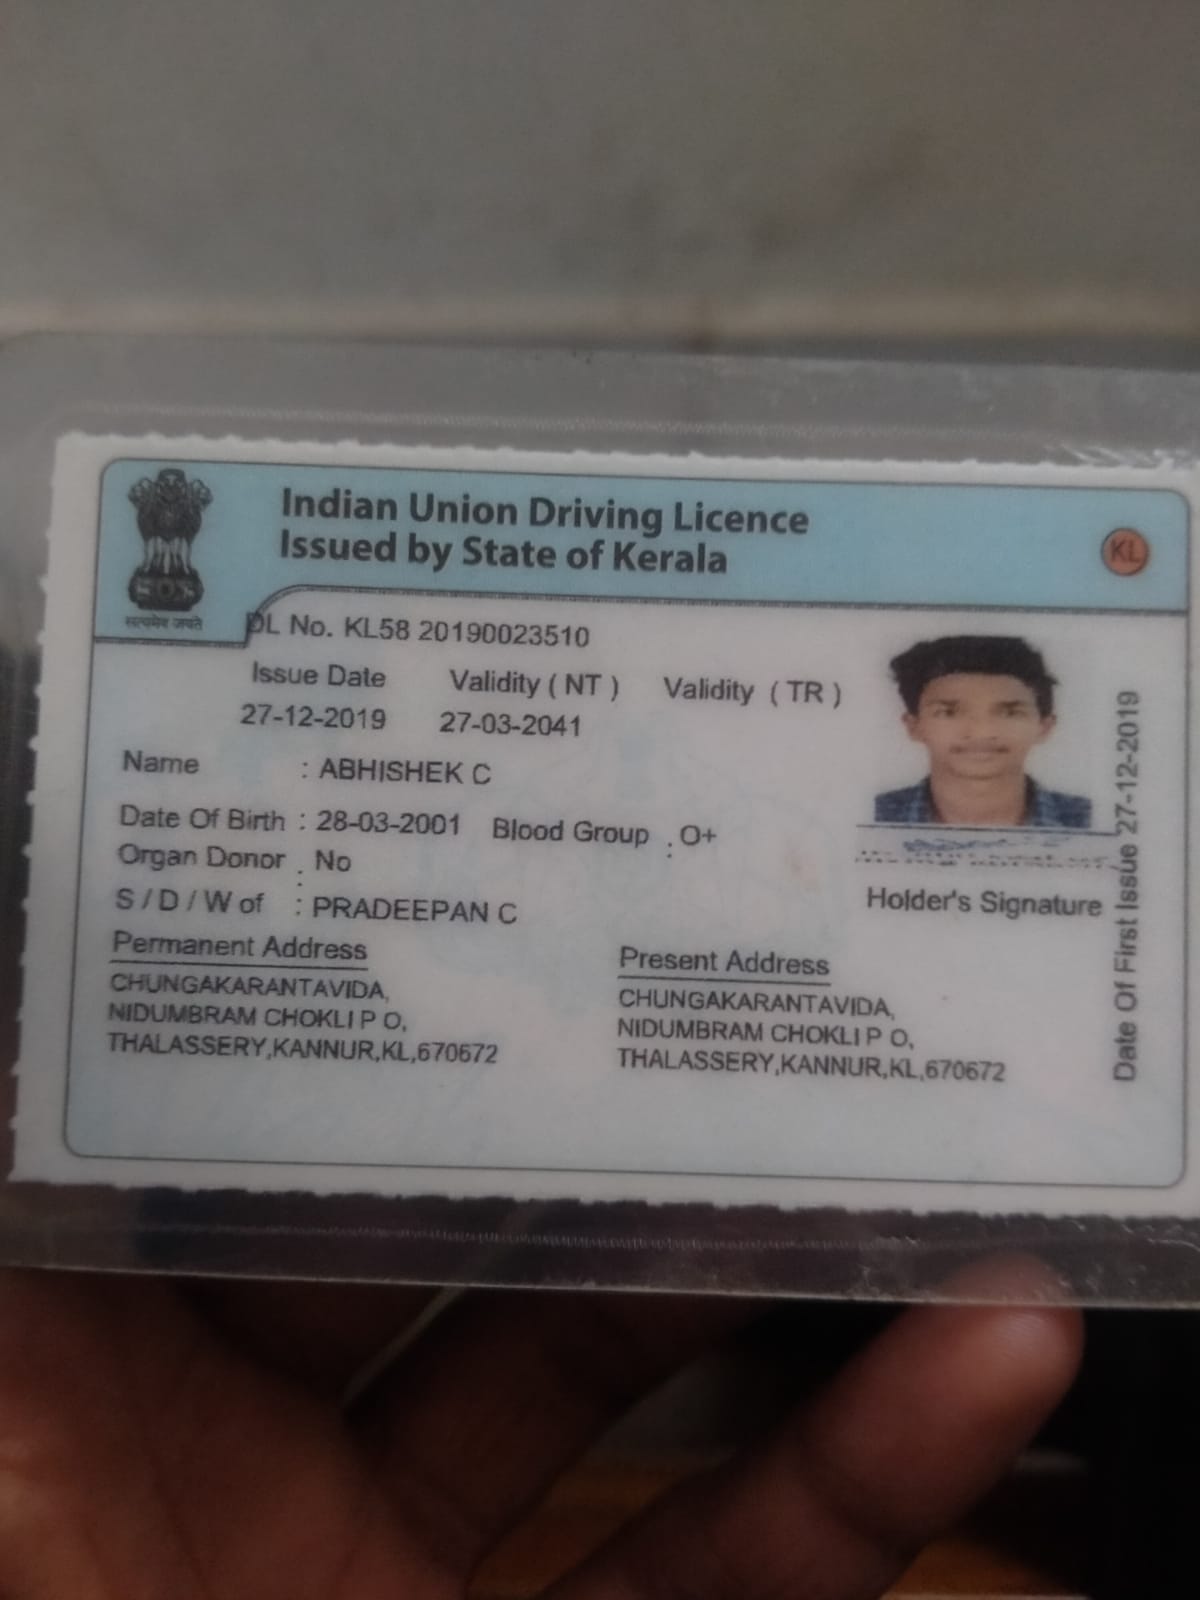 Indian Union Driving Licence
Issued by State of Kerala
KL
सत्यमेव जयते
DL No. KL58 20190023510
Issue Date Validity ( NT ) Validity ( TR )
27-12-2019 27-03-2041
Name : ABHISHEK C
Date Of Birth : 28-03-2001 Blood Group : O+
Organ Donor : No
S / D / W of : PRADEEPAN C
Holder's Signature
Permanent Address
CHUNGAKARANTAVIDA,
NIDUMBRAM CHOKLI P O,
THALASSERY,KANNUR,KL,670672
Present Address
CHUNGAKARANTAVIDA,
NIDUMBRAM CHOKLI P O,
THALASSERY,KANNUR,KL,670672
Date Of First Issue 27-12-2019